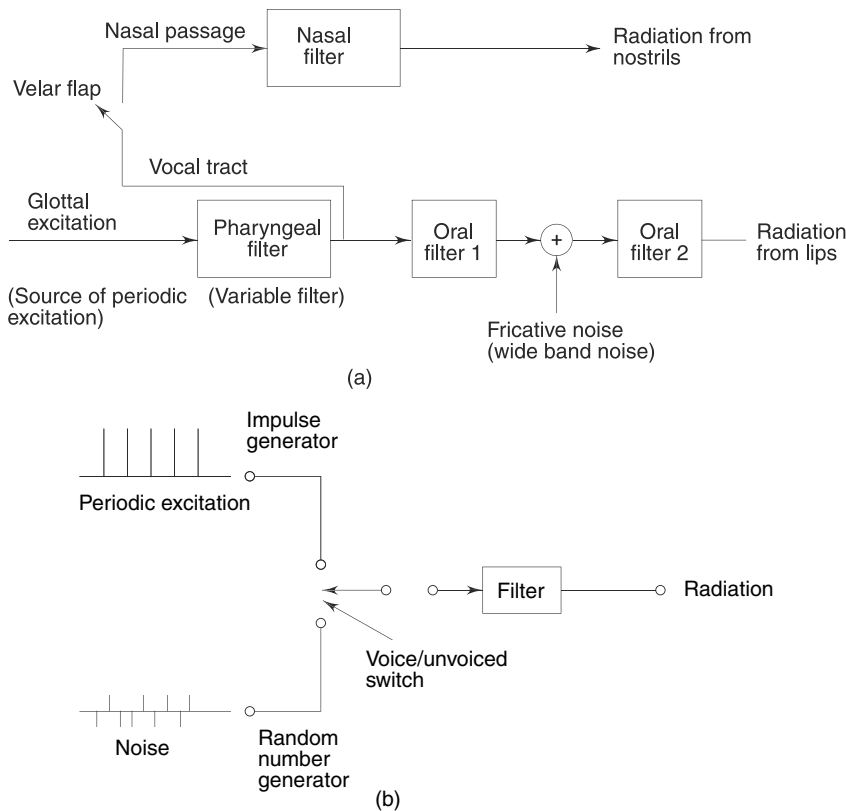 Nasal passage
Nasal
filter
Radiation from
nostrils
Velar flap
Vocal tract
Glottal
excitation
Pharyngeal
filter
Oral
filter 1
+
Oral
filter 2
Radiation
from lips
(Source of periodic
excitation)
(Variable filter)
Fricative noise
(wide band noise)
(a)
Impulse
generator
Periodic excitation
Filter
Radiation
Voice/unvoiced
switch
Noise
Random
number
generator
(b)